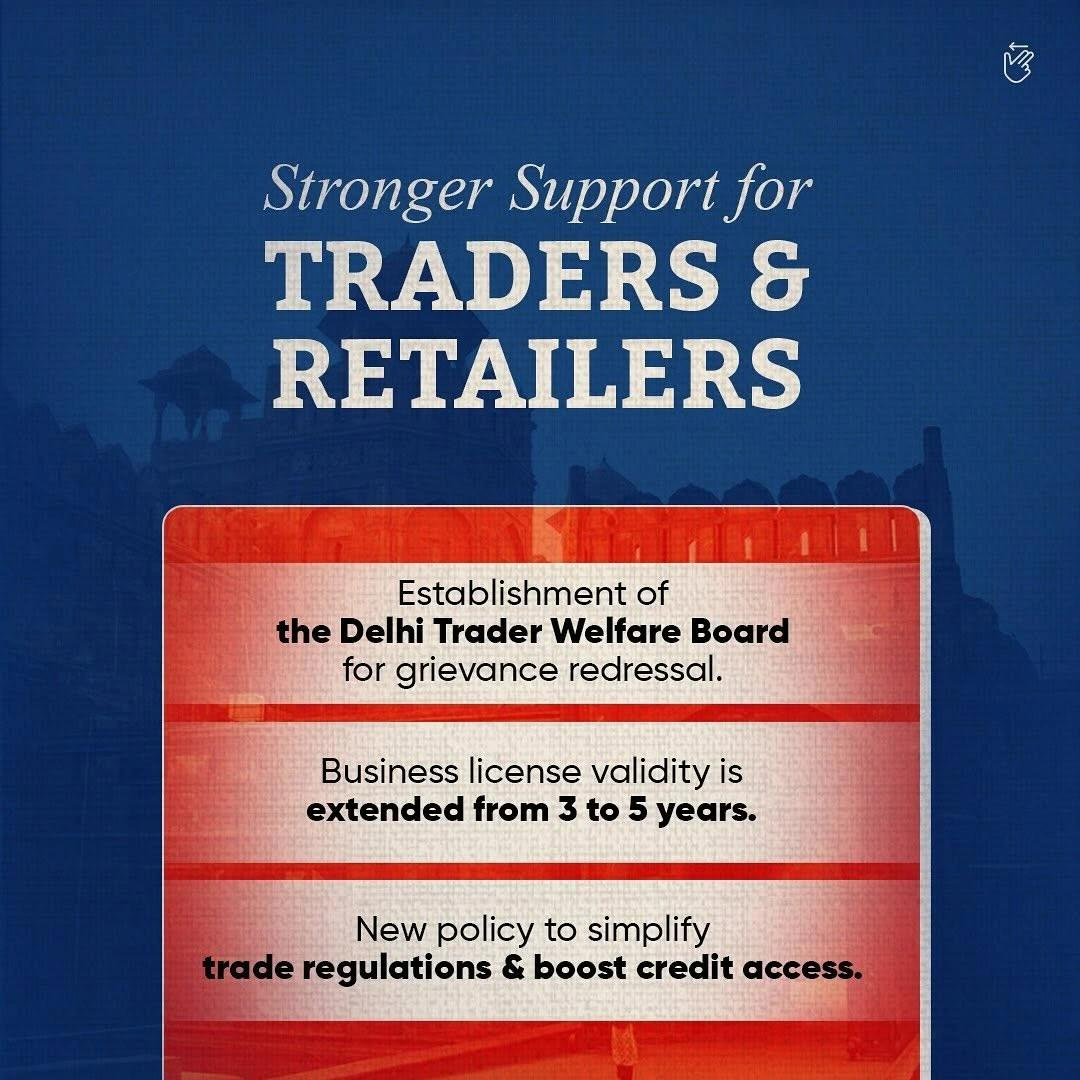 Stronger Support for
TRADERS &
RETAILERS
Establishment of
the Delhi Trader Welfare Board
for grievance redressal.
Business license validity is
extended from 3 to 5 years.
New policy to simplify
trade regulations & boost credit access.